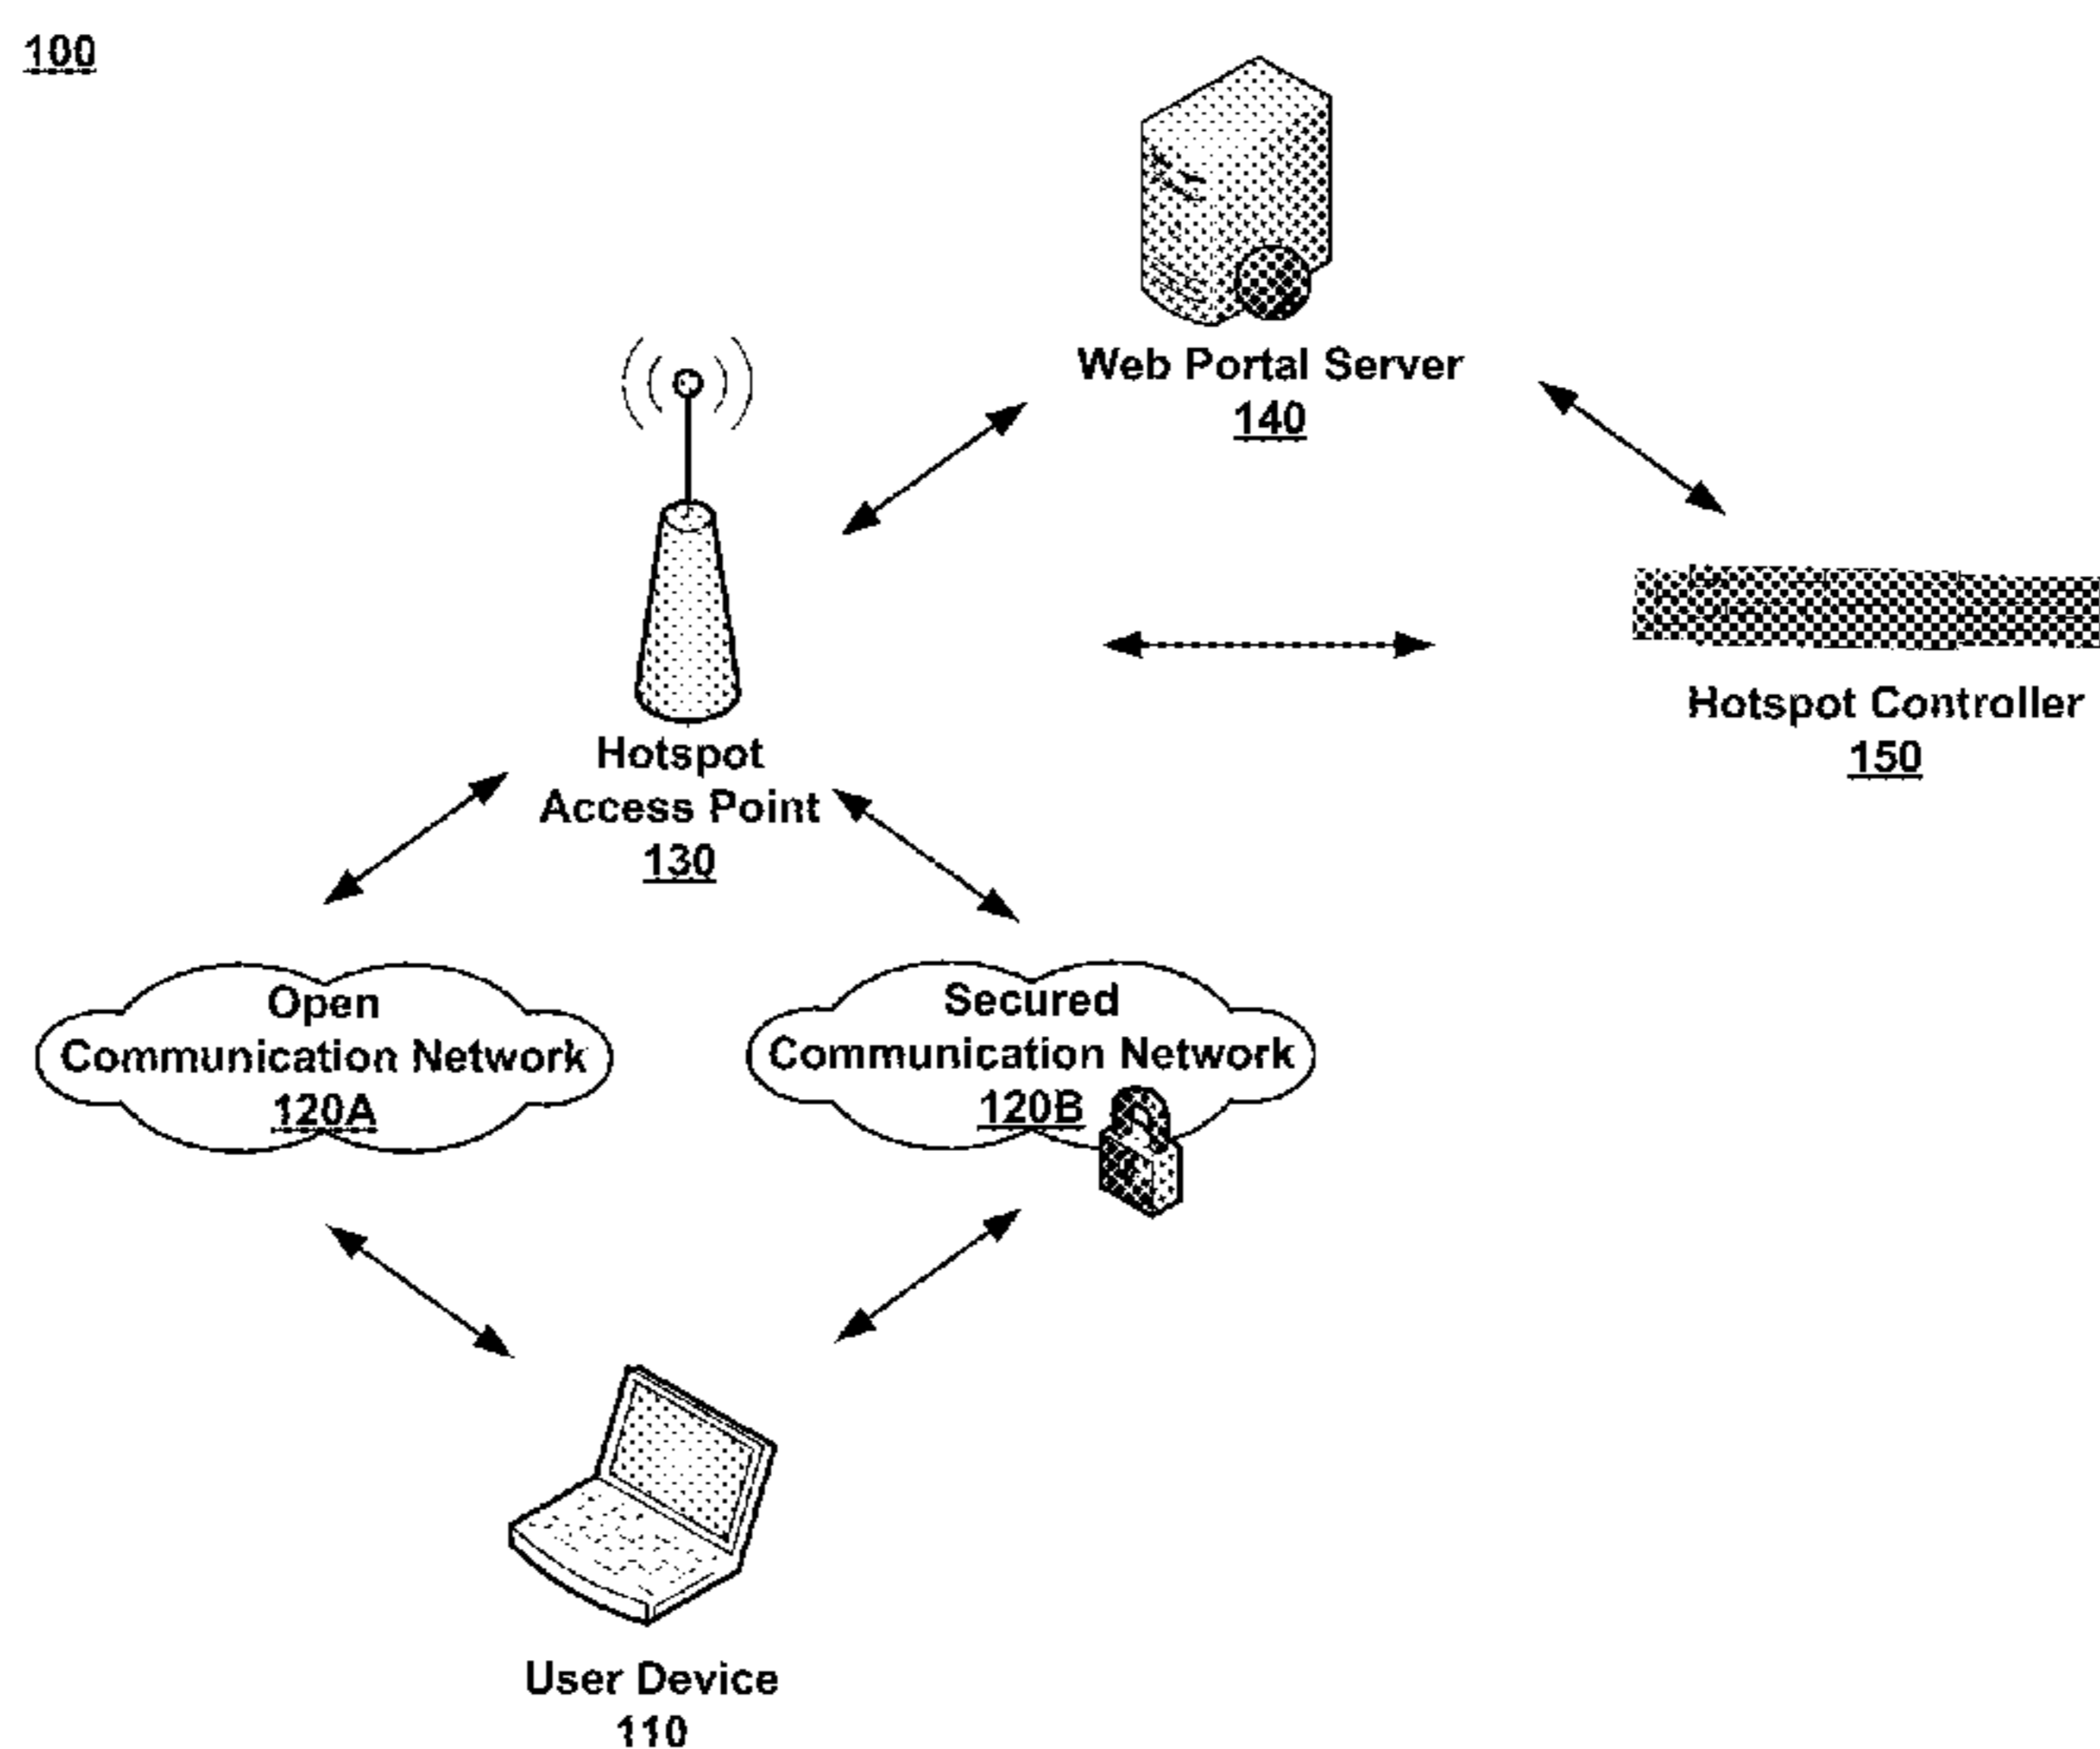 100
Web Portal Server
140
Hotspot
Access Point
130
Hotspot Controller
150
Open
Communication Network
120A
Secured
Communication Network
120B
User Device
110